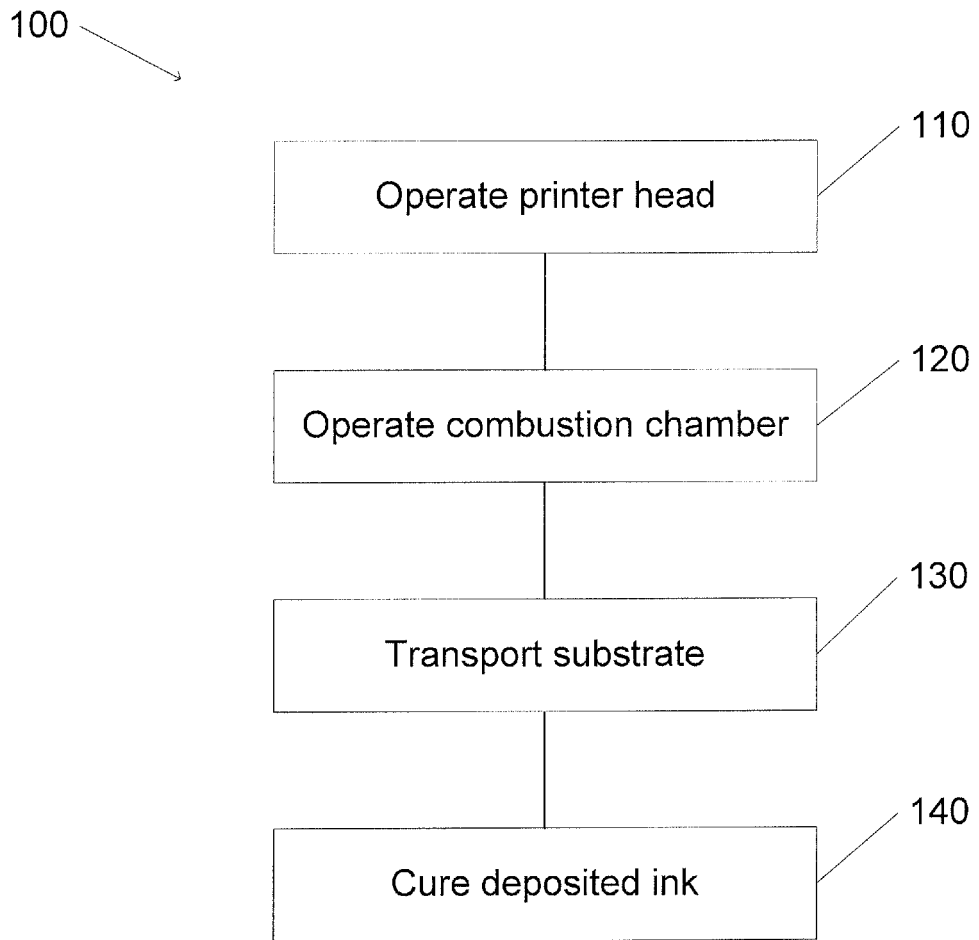 100
110
Operate printer head
120
Operate combustion chamber
130
Transport substrate
140
Cure deposited ink